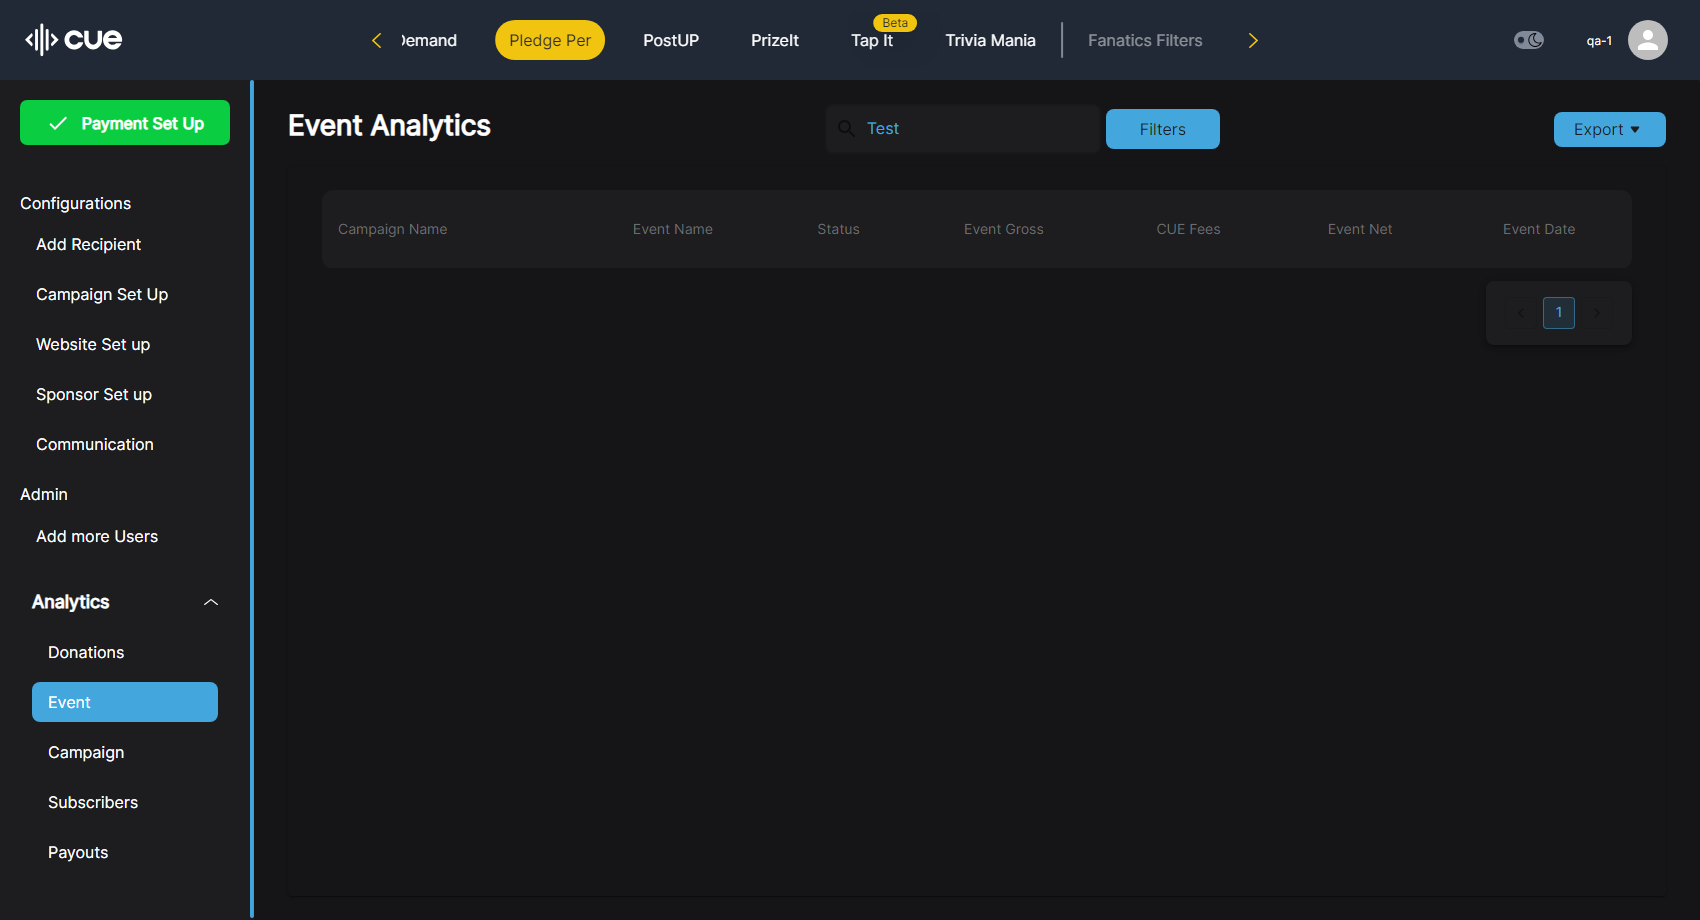 cue
Demand
Pledge Per
PostUP
PrizeIt
Beta
Tap It
Trivia Mania
Fanatics Filters
qa-1
Payment Set Up
Configurations
Add Recipient
Campaign Set Up
Website Set up
Sponsor Set up
Communication
Admin
Add more Users
Analytics
Donations
Event
Campaign
Subscribers
Payouts
Event Analytics
Test
Filters
Export
Campaign Name Event Name Status Event Gross CUE Fees Event Net Event Date
1